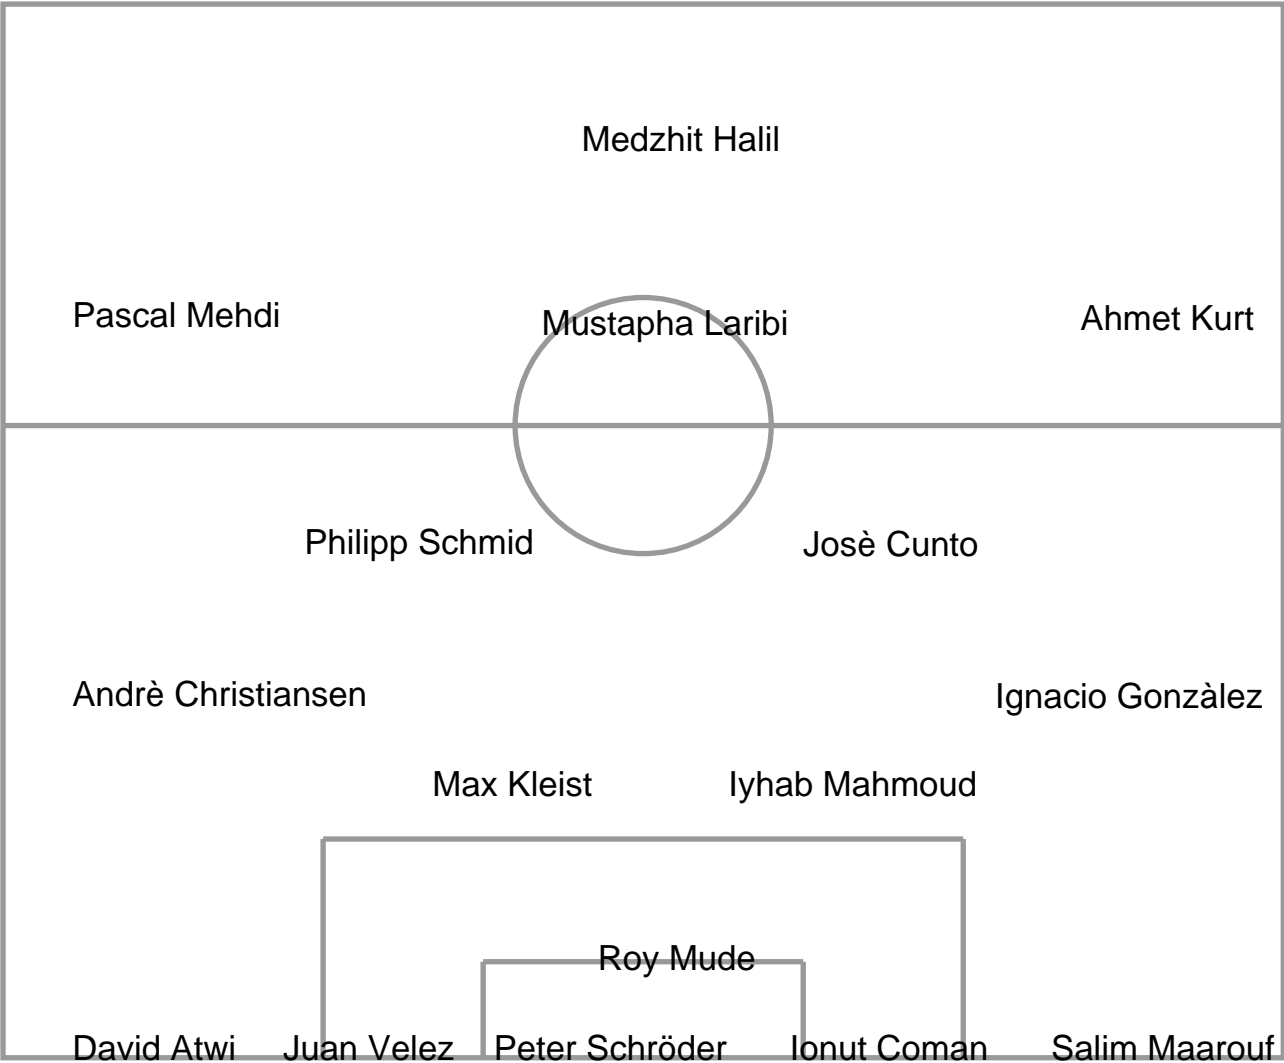 Medzhit Halil
Pascal Mehdi
Mustapha Laribi
Ahmet Kurt
Philipp Schmid
Josè Cunto
Andrè Christiansen
Ignacio Gonzàlez
Max Kleist
Iyhab Mahmoud
Roy Mude
David Atwi
Juan Velez
Peter Schröder
Ionut Coman
Salim Maarouf